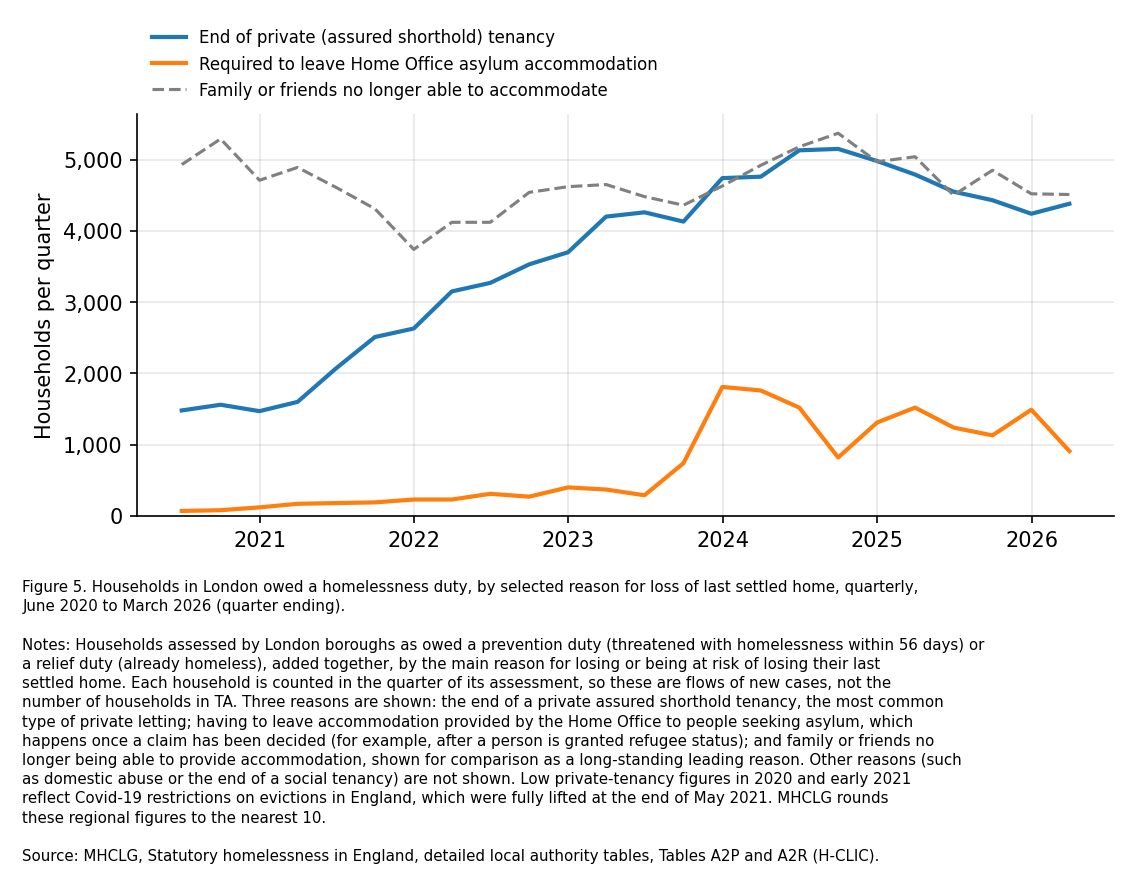 End of private (assured shorthold) tenancy
Required to leave Home Office asylum accommodation
Family or friends no longer able to accommodate
Households per quarter
5,000
4,000
3,000
2,000
1,000
0
2021
2022
2023
2024
2025
2026
Figure 5. Households in London owed a homelessness duty, by selected reason for loss of last settled home, quarterly,
June 2020 to March 2026 (quarter ending).
Notes: Households assessed by London boroughs as owed a prevention duty (threatened with homelessness within 56 days) or
a relief duty (already homeless), added together, by the main reason for losing or being at risk of losing their last
settled home. Each household is counted in the quarter of its assessment, so these are flows of new cases, not the
number of households in TA. Three reasons are shown: the end of a private assured shorthold tenancy, the most common
type of private letting; having to leave accommodation provided by the Home Office to people seeking asylum, which
happens once a claim has been decided (for example, after a person is granted refugee status); and family or friends no
longer being able to provide accommodation, shown for comparison as a long-standing leading reason. Other reasons (such
as domestic abuse or the end of a social tenancy) are not shown. Low private-tenancy figures in 2020 and early 2021
reflect Covid-19 restrictions on evictions in England, which were fully lifted at the end of May 2021. MHCLG rounds
these regional figures to the nearest 10.
Source: MHCLG, Statutory homelessness in England, detailed local authority tables, Tables A2P and A2R (H-CLIC).